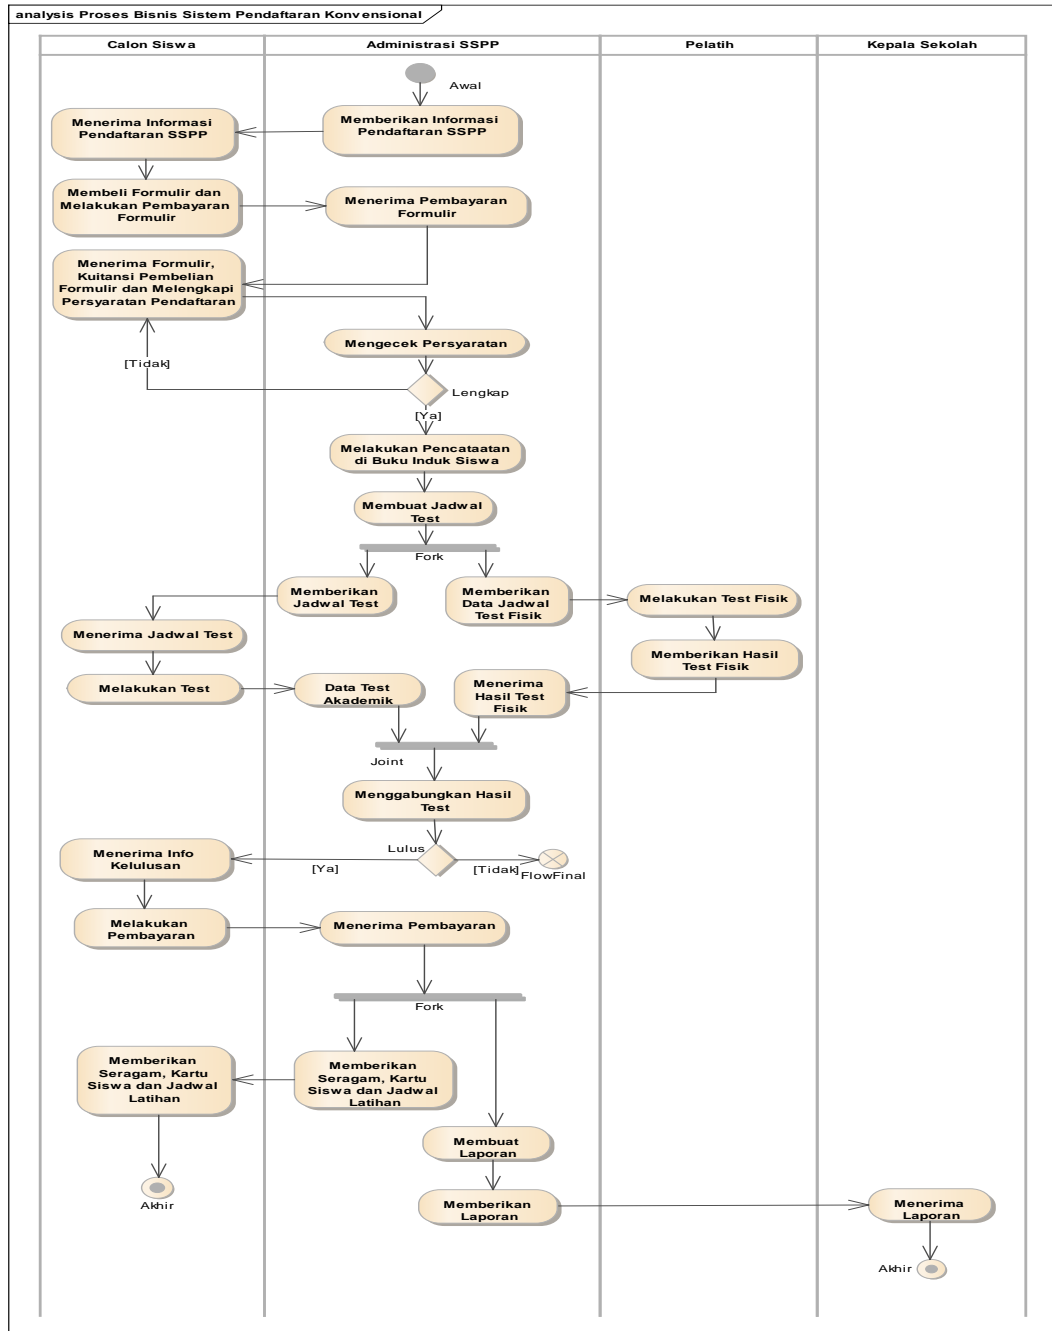 analysis Proses Bisnis Sistem Pendaftaran Konvensional
Calon Siswa
Administrasi SSPP
Pelatih
Kepala Sekolah
Awal
Memberikan Informasi
Pendaftaran SSPP
Menerima Informasi
Pendaftaran SSPP
Membeli Formulir dan
Melakukan Pembayaran
Formulir
Menerima Pembayaran
Formulir
Menerima Formulir,
Kuitansi Pembelian
Formulir dan Melengkapi
Persyaratan Pendaftaran
Mengecek Persyaratan
[Tidak]
Lengkap
[Ya]
Melakukan Pencataatan
di Buku Induk Siswa
Membuat Jadwal
Test
Fork
Memberikan
Jadwal Test
Memberikan
Data Jadwal
Test Fisik
Melakukan Test Fisik
Menerima Jadwal Test
Memberikan Hasil
Test Fisik
Melakukan Test
Data Test
Akademik
Menerima
Hasil Test
Fisik
Joint
Menggabungkan Hasil
Test
Lulus
Menerima Info
Kelulusan
[Ya]
[Tidak]
FlowFinal
Melakukan
Pembayaran
Menerima Pembayaran
Fork
Memberikan
Seragam, Kartu
Siswa dan Jadwal
Latihan
Memberikan
Seragam, Kartu
Siswa dan Jadwal
Latihan
Membuat
Laporan
Akhir
Memberikan
Laporan
Menerima
Laporan
Akhir